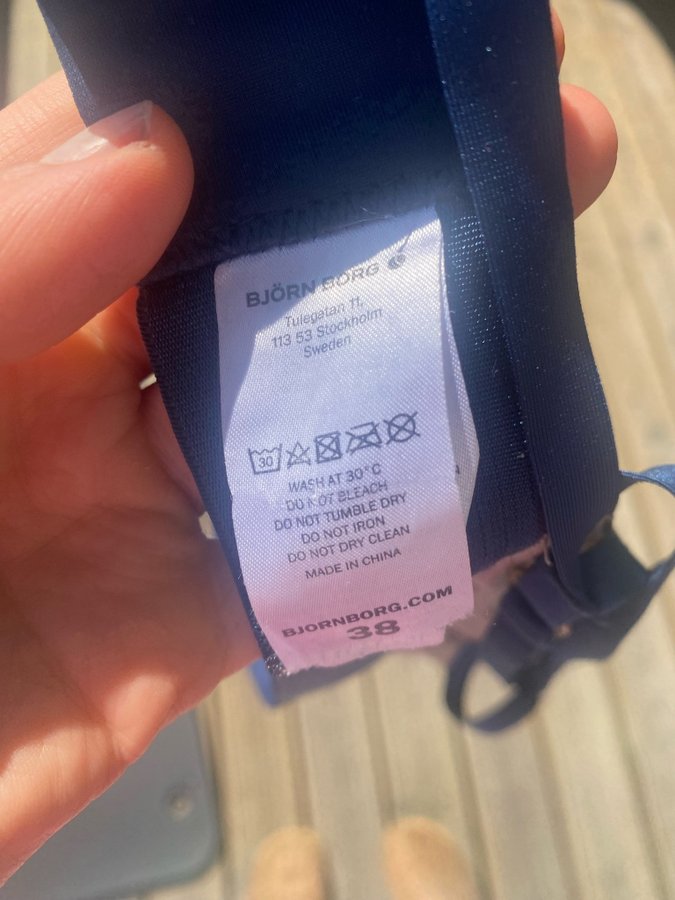 BJÖRN BORG
Tulegatan 11,
113 53 Stockholm
Sweden
30
WASH AT 30°C
DO NOT BLEACH
DO NOT TUMBLE DRY
DO NOT IRON
DO NOT DRY CLEAN
MADE IN CHINA
BJORNBORG.COM
38